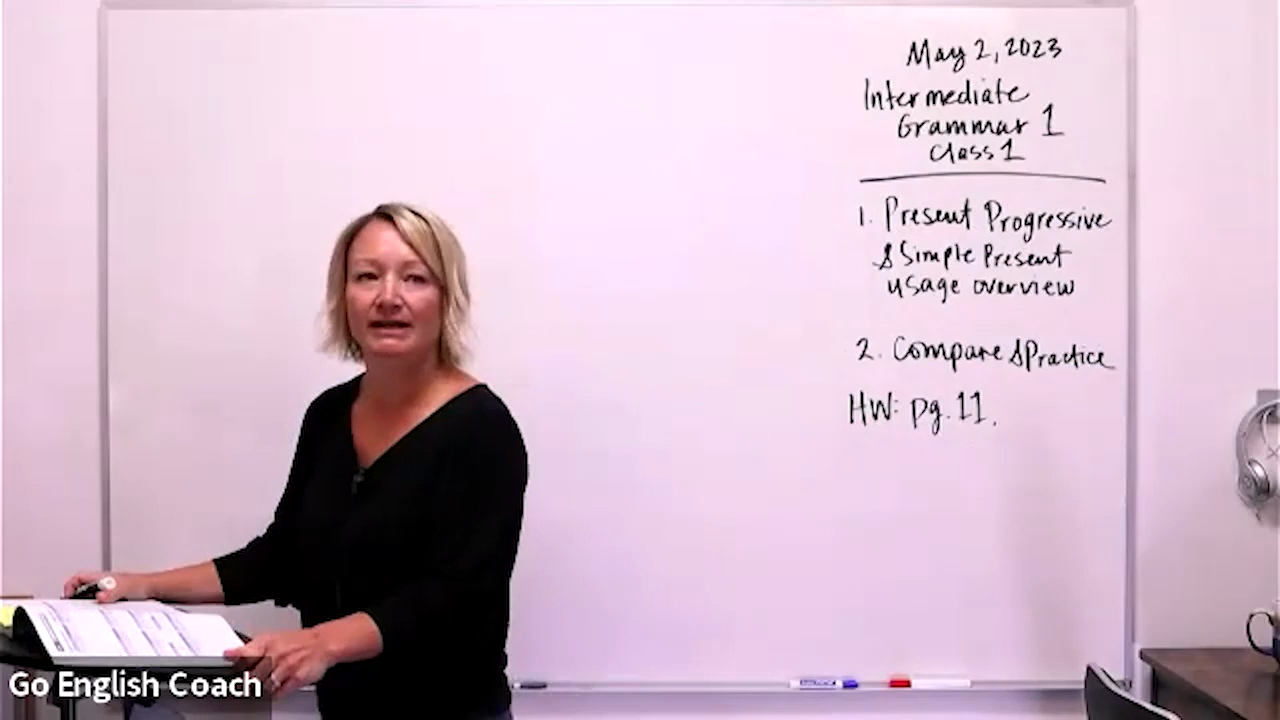 May 2, 2023
Intermediate
Grammar 1
Class 1
1. Present Progressive
& Simple Present
usage overview
2. Compare & Practice
HW: pg. 11.
Go English Coach